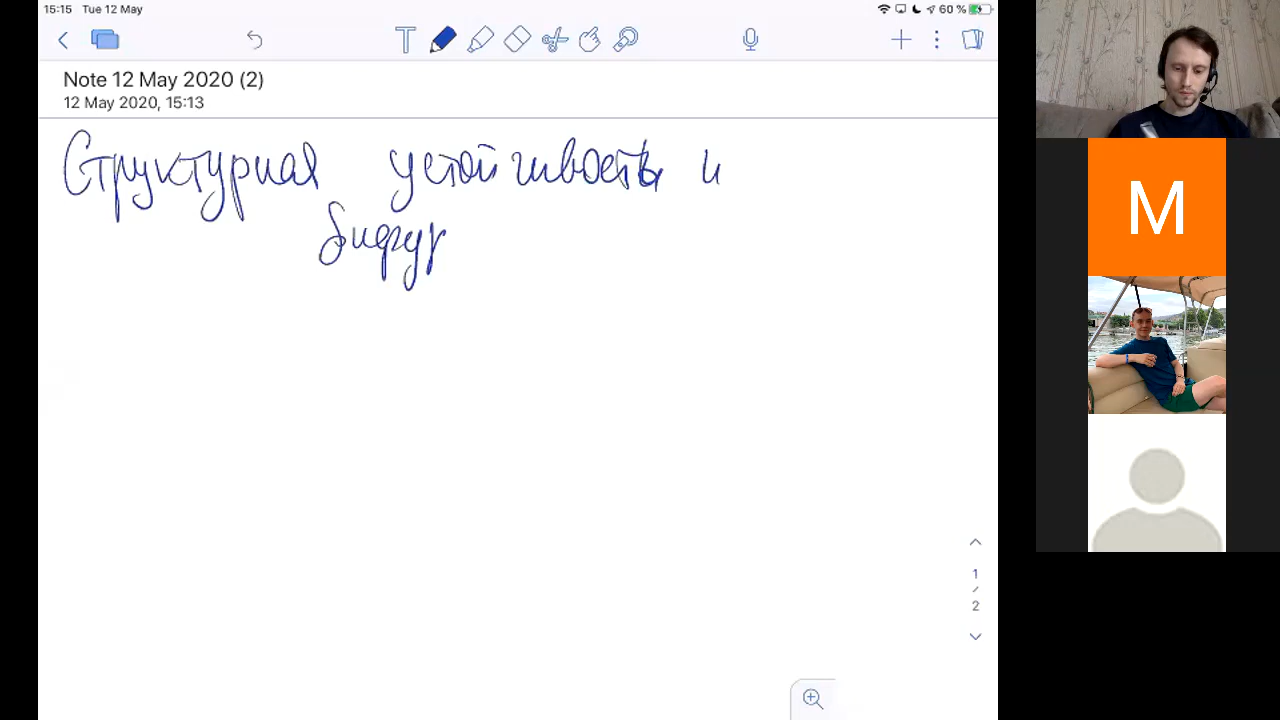 15:15 Tue 12 May
60 %
Note 12 May 2020 (2)
12 May 2020, 15:13
Структурная устойчивость и
бифур
T
1
2
M